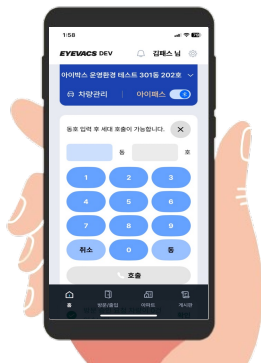 1:58
EYEVACS DEV 김패스 님
아이박스 운영환경 테스트 301동 202호
차량관리 아이패스
동호 입력 후 세대 호출이 가능합니다.
동 호
1 2 3
4 5 6
7 8 9
취소 0 동
호출
홈 방문/출입 아파트 게시판